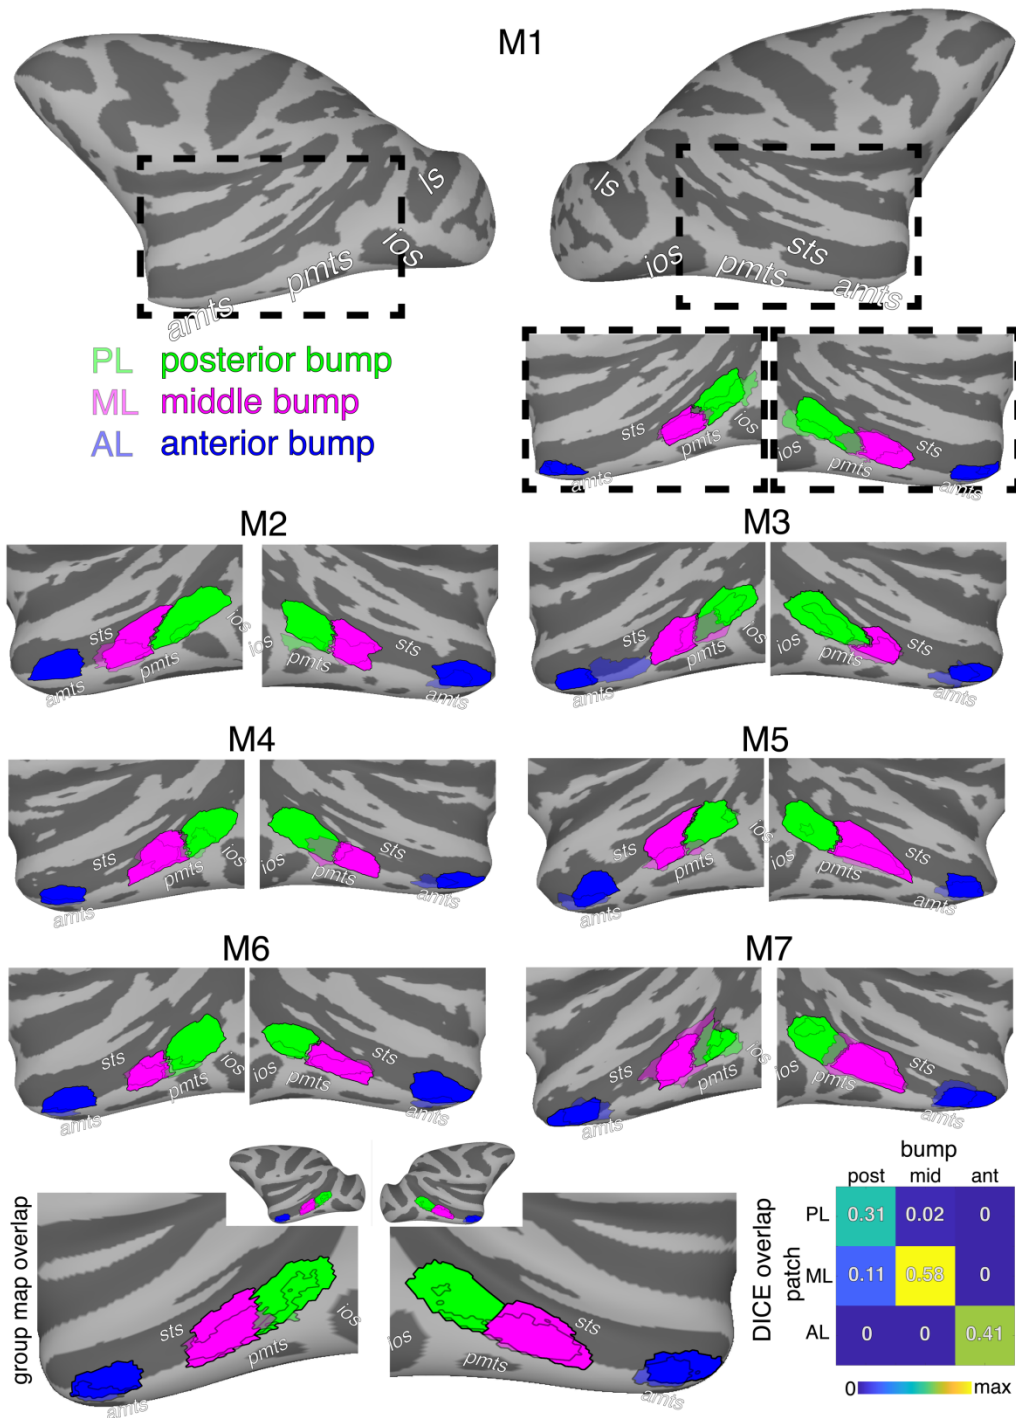 M1
ls
ios
pmts
amts
ls
ios
pmts
sts
amts
PL posterior bump
ML middle bump
AL anterior bump
sts
pmts
ios
amts
ios
pmts
sts
amts
M2
M3
sts
ios
pmts
amts
ios
pmts
sts
amts
sts
ios
pmts
amts
ios
pmts
sts
amts
M4
M5
sts
ios
pmts
amts
ios
pmts
sts
amts
sts
ios
pmts
amts
ios
pmts
sts
amts
M6
M7
sts
ios
pmts
amts
ios
pmts
sts
amts
sts
ios
pmts
amts
ios
pmts
sts
amts
group map overlap
sts
ios
pmts
amts
ios
pmts
sts
amts
bump
post mid ant
DICE overlap
patch
PL 0.31 0.02 0
ML 0.11 0.58 0
AL 0 0 0.41
0 max